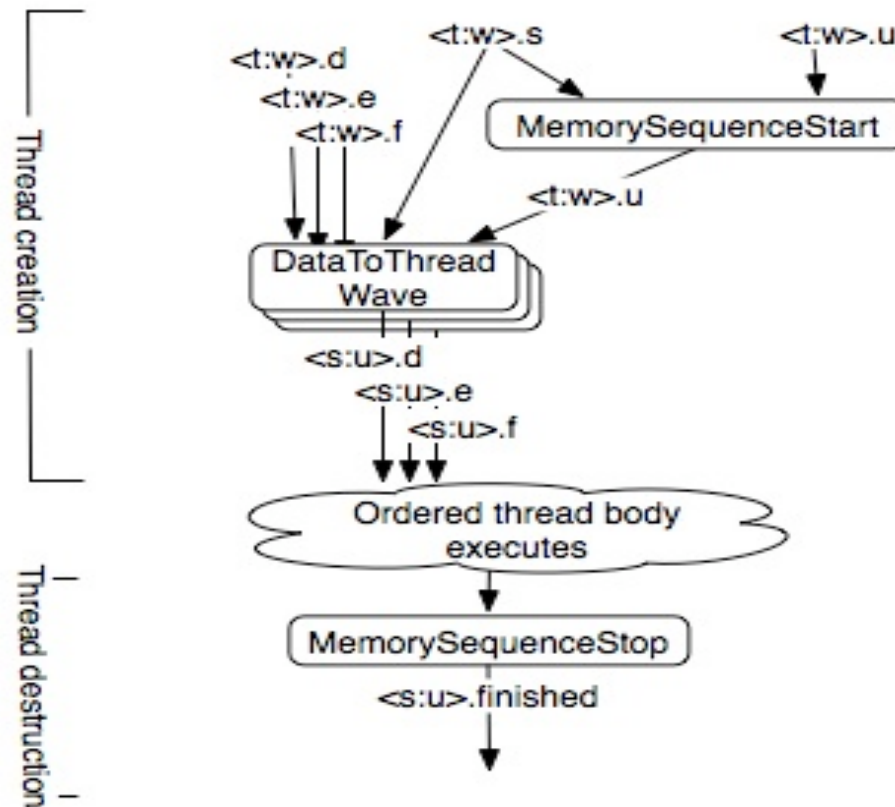 <t:w>.s
<t:w>.u
<t:w>.d
<t:w>.e
<t:w>.f
MemorySequenceStart
<t:w>.u
DataToThread
Wave
<s:u>.d
<s:u>.e
<s:u>.f
Thread creation
Ordered thread body
executes
MemorySequenceStop
<s:u>.finished
Thread destruction